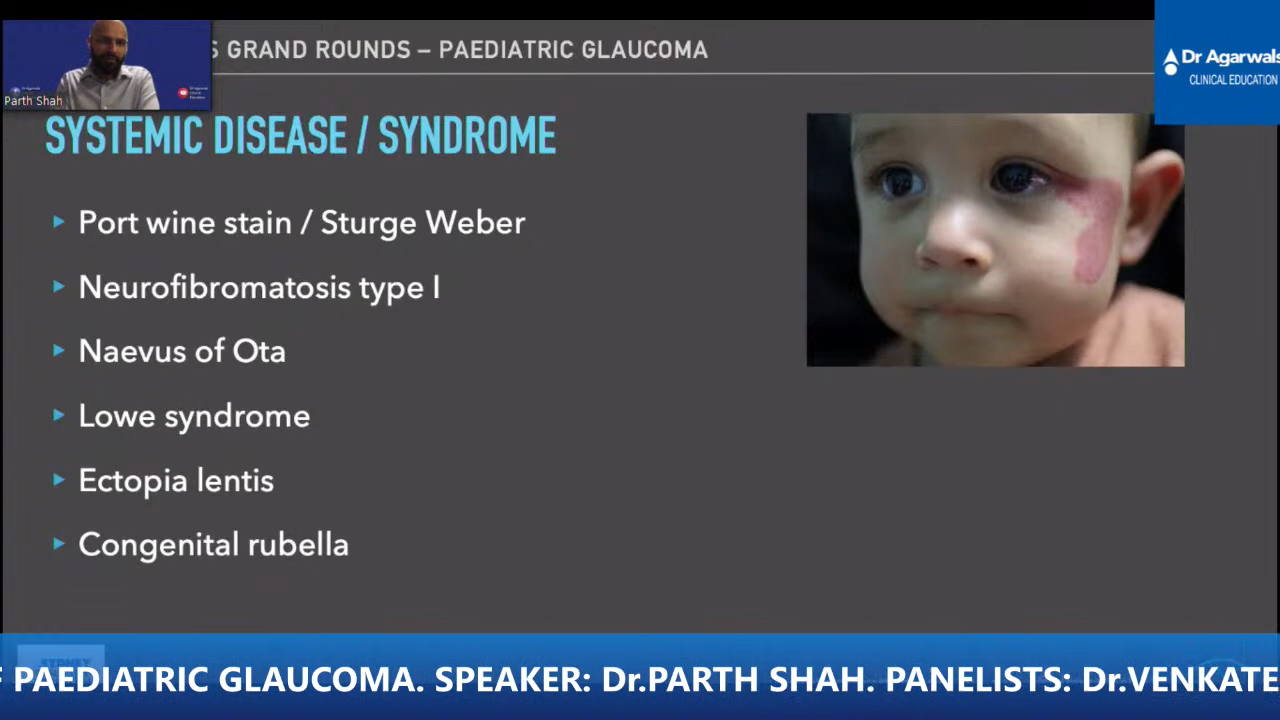 S GRAND ROUNDS – PAEDIATRIC GLAUCOMA
Parth Shah
Dr Agarwals
CLINICAL EDUCATION
SYSTEMIC DISEASE / SYNDROME
Port wine stain / Sturge Weber
Neurofibromatosis type I
Naevus of Ota
Lowe syndrome
Ectopia lentis
Congenital rubella
PAEDIATRIC GLAUCOMA. SPEAKER: Dr.PARTH SHAH. PANELISTS: Dr.VENKATE